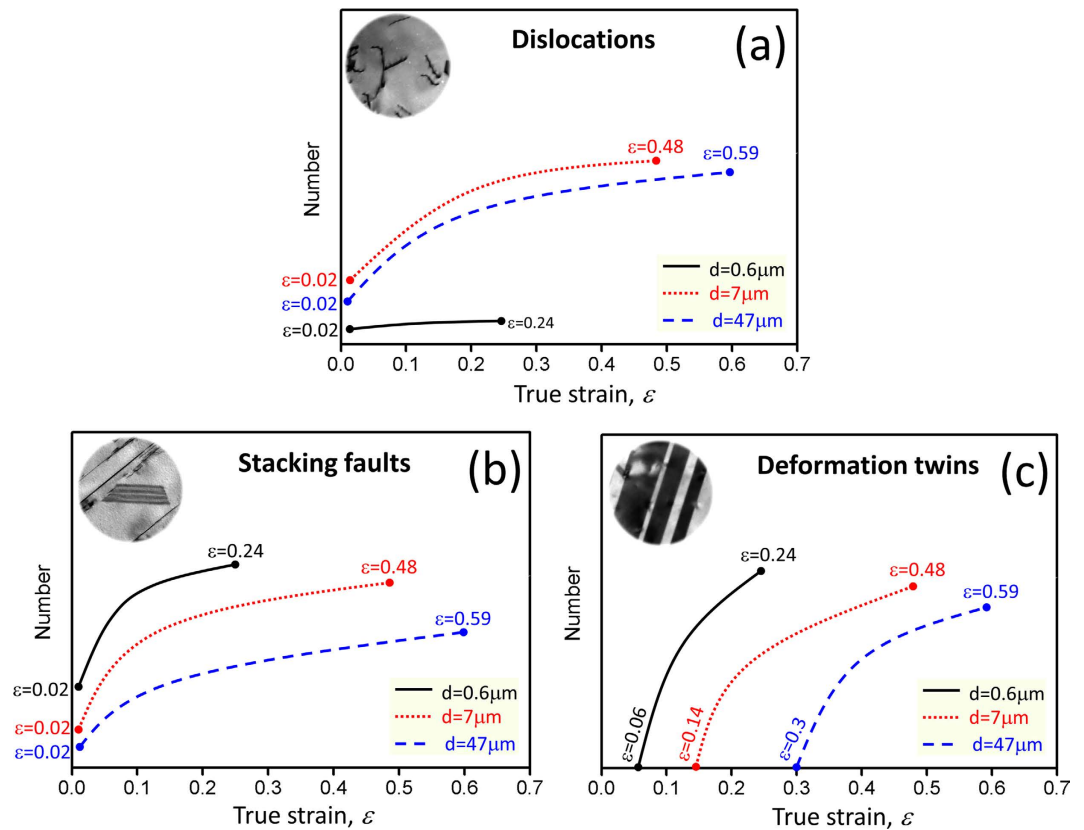 Dislocations
(a)
Number
ε=0.48
ε=0.59
ε=0.02
ε=0.02
ε=0.02
ε=0.24
d=0.6μm
d=7μm
d=47μm
0.0 0.1 0.2 0.3 0.4 0.5 0.6 0.7
True strain, ε
Stacking faults
(b)
Number
ε=0.24
ε=0.48
ε=0.59
ε=0.02
ε=0.02
ε=0.02
d=0.6μm
d=7μm
d=47μm
0.0 0.1 0.2 0.3 0.4 0.5 0.6 0.7
True strain, ε
Deformation twins
(c)
Number
ε=0.24
ε=0.48
ε=0.59
ε=0.06
ε=0.14
ε=0.3
d=0.6μm
d=7μm
d=47μm
0.0 0.1 0.2 0.3 0.4 0.5 0.6 0.7
True strain, ε